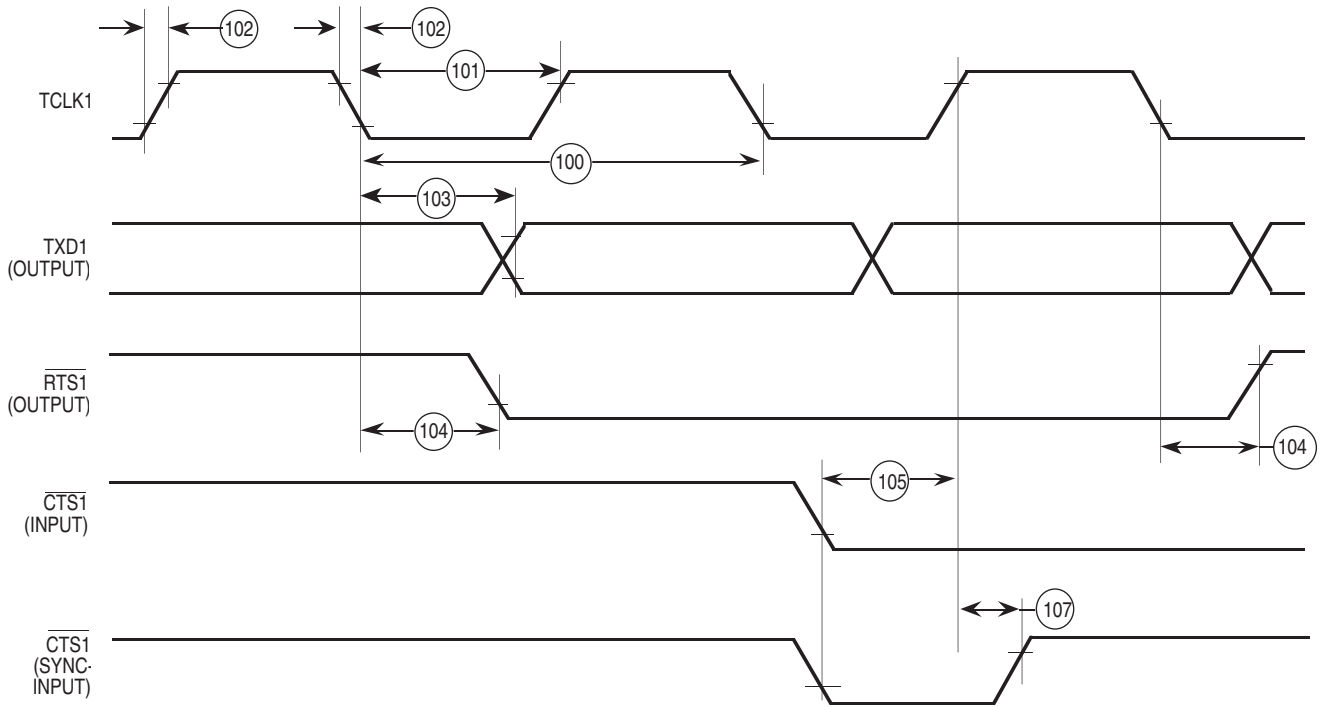 102
102
101
TCLK1
100
103
TXD1
(OUTPUT)
RTS1
(OUTPUT)
104
104
105
CTS1
(INPUT)
107
CTS1
(SYNC-
INPUT)